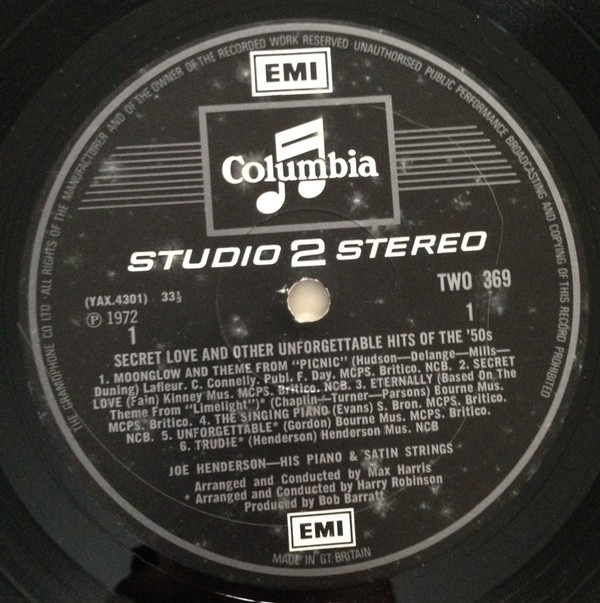 THE GRAMOPHONE CO LTD · ALL RIGHTS OF THE MANUFACTURER AND OF THE OWNER OF THE RECORDED WORK RESERVED · UNAUTHORISED PUBLIC PERFORMANCE BROADCASTING AND COPYING OF THIS RECORD PROHIBITED
EMI
Columbia
STUDIO 2 STEREO
(YAX.4301) 33⅓
TWO 369
Ⓟ 1972
1
1
SECRET LOVE AND OTHER UNFORGETTABLE HITS OF THE '50s
1. MOONGLOW AND THEME FROM "PICNIC" (Hudson—Delange—Mills—
Duning) Lafleur. C. Connelly. Publ. F. Day. MCPS. Britico. NCB. 2. SECRET
LOVE (Fain) Kinney Mus. MCPS. Britico. NCB. 3. ETERNALLY (Based On The
Theme From "Limelight")* (Chaplin—Turner—Parsons) Bourne Mus.
MCPS. Britico. NCB. 4. THE SINGING PIANO (Evans) S. Bron. MCPS. Britico.
NCB. 5. UNFORGETTABLE* (Gordon) Bourne Mus. MCPS. Britico.
6. TRUDIE* (Henderson) Henderson Mus. NCB
JOE HENDERSON—HIS PIANO & SATIN STRINGS
Arranged and Conducted by Max Harris
* Arranged and Conducted by Harry Robinson
Produced by Bob Barratt
EMI
MADE IN GT. BRITAIN